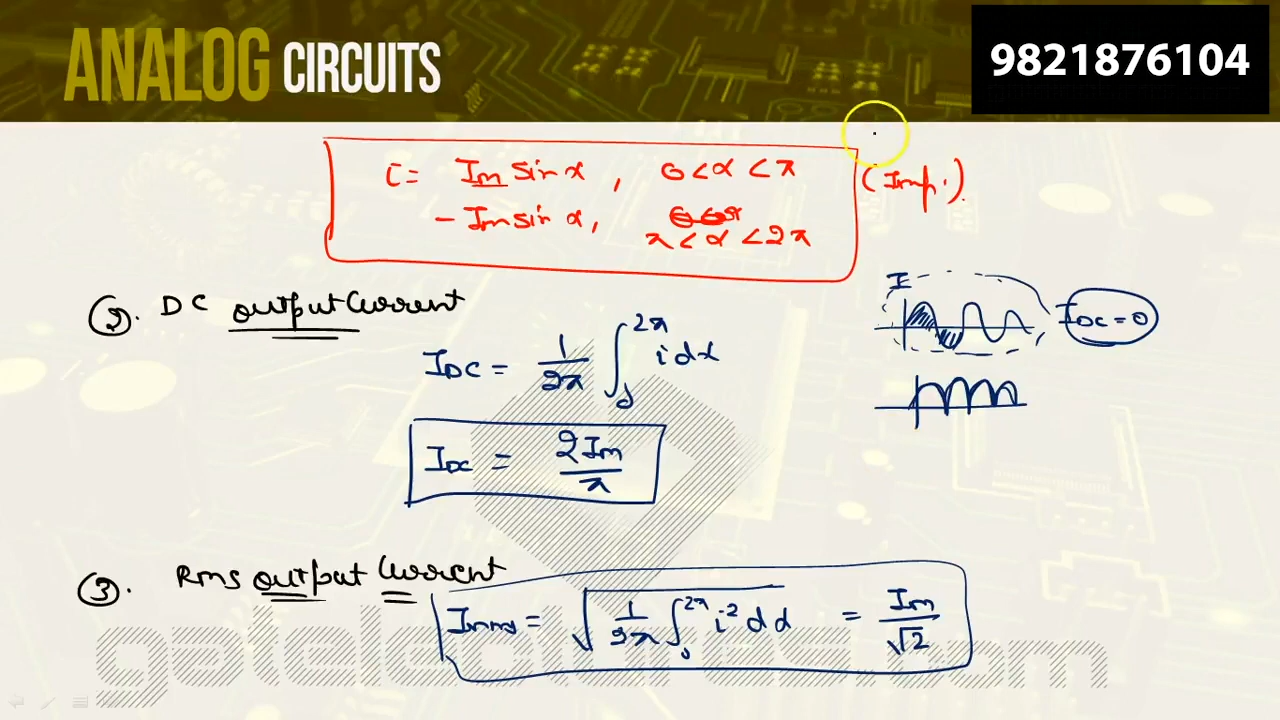 ANALOG CIRCUITS
9821876104
i = Im sin α , 0 < α < π
(Imp.)
- Im sin α, π < α < 2π
I
IDC = 0
②. DC output Current
IDC = 1/2π ∫₀^2π i dα
IDC = 2Im/π
③. Rms output Current
Irms = √(1/2π ∫₀^2π i² dα) = Im/√2
gatelectures.com